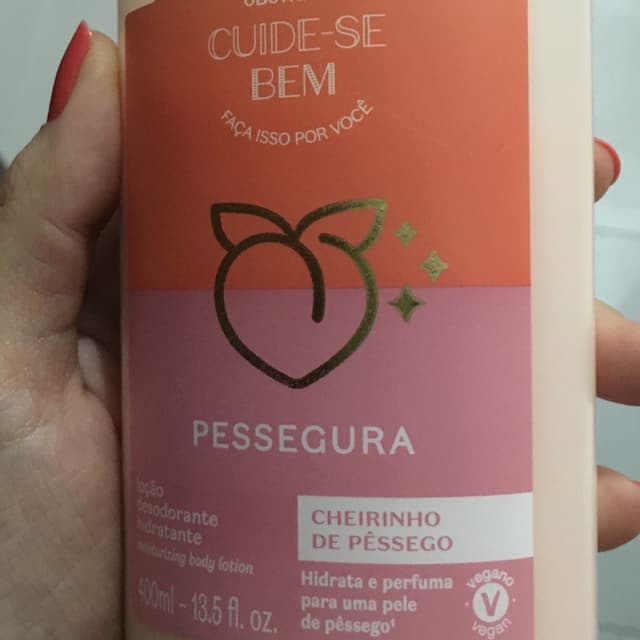 CUIDE-SE
BEM
FAÇA ISSO POR VOCÊ
PESSEGURA
loção
desodorante
hidratante
moisturizing body lotion
400ml - 13.5 fl. oz.
CHEIRINHO
DE PÊSSEGO
Hidrata e perfuma
para uma pele
de pêssego¹
vegano
V
vegan